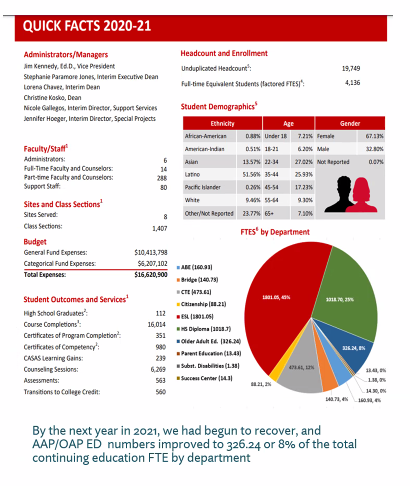 QUICK FACTS 2020-21
Administrators/Managers
Jim Kennedy, Ed.D., Vice President
Stephanie Paramore Jones, Interim Executive Dean
Lorena Chavez, Interim Dean
Christine Kosko, Dean
Nicole Gallegos, Interim Director, Support Services
Jennifer Hoeger, Interim Director, Special Projects
Faculty/Staff¹
Administrators: 6
Full-Time Faculty and Counselors: 14
Part-Time Faculty and Counselors: 288
Support Staff: 80
Sites and Class Sections¹
Sites Served: 8
Class Sections: 1,407
Budget
General Fund Expenses: $10,413,798
Categorical Fund Expenses: $6,207,102
Total Expenses: $16,620,900
Student Outcomes and Services³
High School Graduates²: 112
Course Completions⁴: 16,014
Certificates of Program Completion²: 351
Certificates of Competency²: 980
CASAS Learning Gains: 239
Counseling Sessions: 6,269
Assessments: 563
Transitions to College Credit: 560
Headcount and Enrollment
Unduplicated Headcount²: 19,749
Full-time Equivalent Students (factored FTES)⁶: 4,136
Student Demographics⁵
Ethnicity Age Gender
African-American 0.88% Under 18 7.21% Female 67.13%
American-Indian 0.51% 18-21 6.20% Male 32.80%
Asian 13.57% 22-34 27.02% Not Reported 0.07%
Latino 51.56% 35-44 25.93%
Pacific Islander 0.26% 45-54 17.23%
White 9.46% 55-64 9.30%
Other/Not Reported 23.77% 65+ 7.10%
FTES⁶ by Department
ABE (160.93)
Bridge (140.73)
CTE (473.61)
Citizenship (88.21)
ESL (1801.05)
HS Diploma (1018.7)
Older Adult Ed. (326.24)
Parent Education (13.43)
Subst. Disabilities (1.38)
Success Center (14.3)
1801.05, 45%
1018.70, 25%
326.24, 8%
13.43, 0%
1.38, 0%
14.30, 0%
160.93, 4%
140.73, 4%
473.61, 12%
88.21, 2%
By the next year in 2021, we had begun to recover, and
AAP/OAP ED numbers improved to 326.24 or 8% of the total
continuing education FTE by department